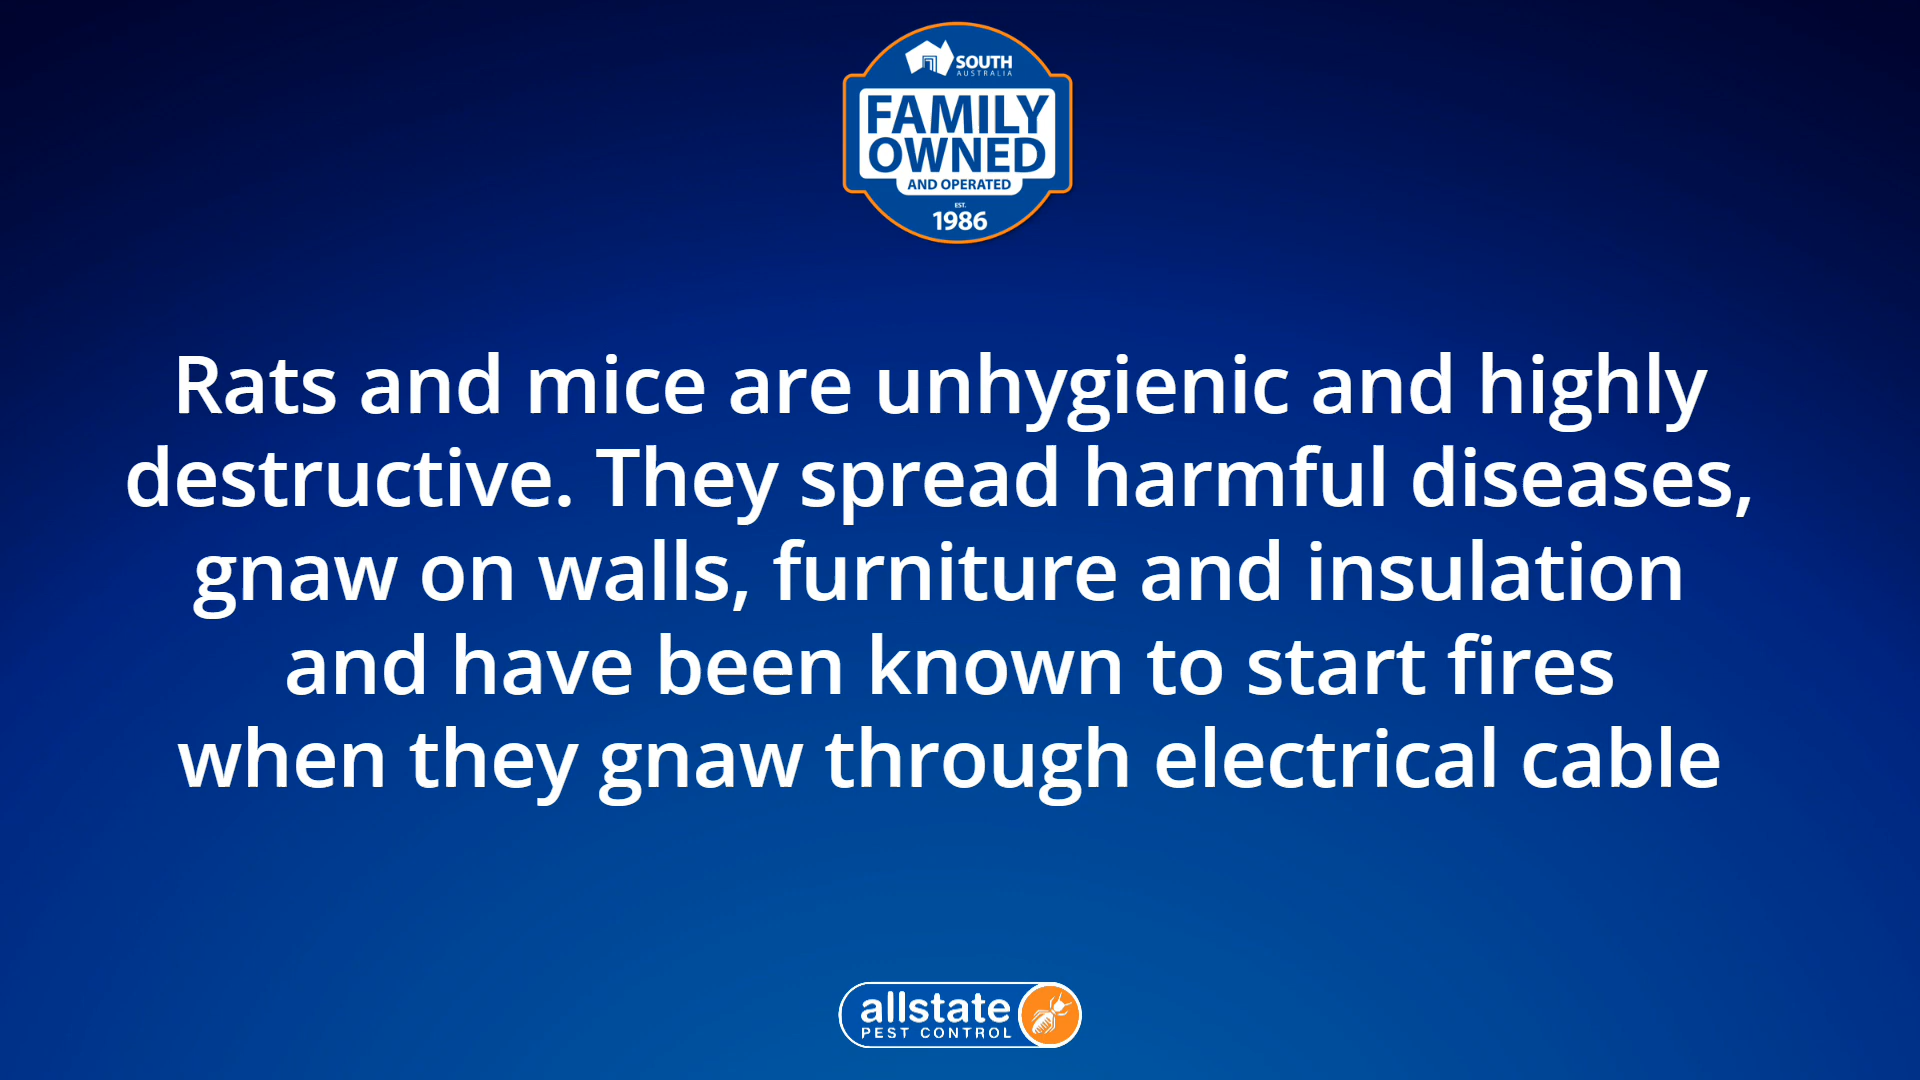 SOUTH
AUSTRALIA
FAMILY
OWNED
AND OPERATED
EST.
1986
Rats and mice are unhygienic and highly
destructive. They spread harmful diseases,
gnaw on walls, furniture and insulation
and have been known to start fires
when they gnaw through electrical cable
allstate
PEST CONTROL